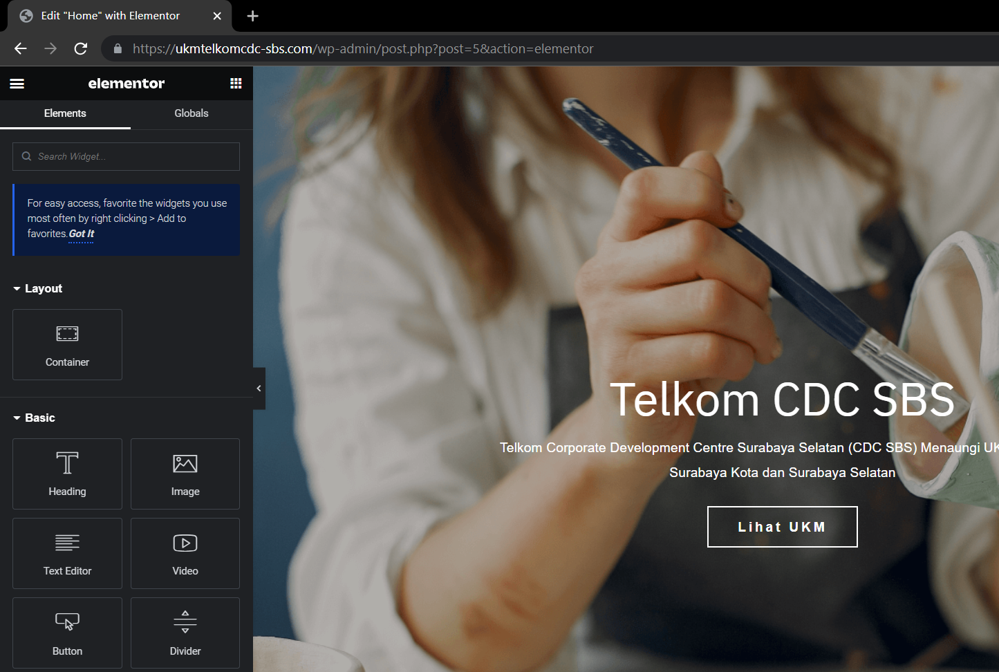 Edit "Home" with Elementor
https://ukmtelkomcdc-sbs.com/wp-admin/post.php?post=5&action=elementor
elementor
Elements
Globals
Search Widget...
For easy access, favorite the widgets you use
most often by right clicking > Add to
favorites. Got It
Layout
Container
Basic
Heading
Image
Text Editor
Video
Button
Divider
Telkom CDC SBS
Telkom Corporate Development Centre Surabaya Selatan (CDC SBS) Menaungi
Surabaya Kota dan Surabaya Selatan
Lihat UKM